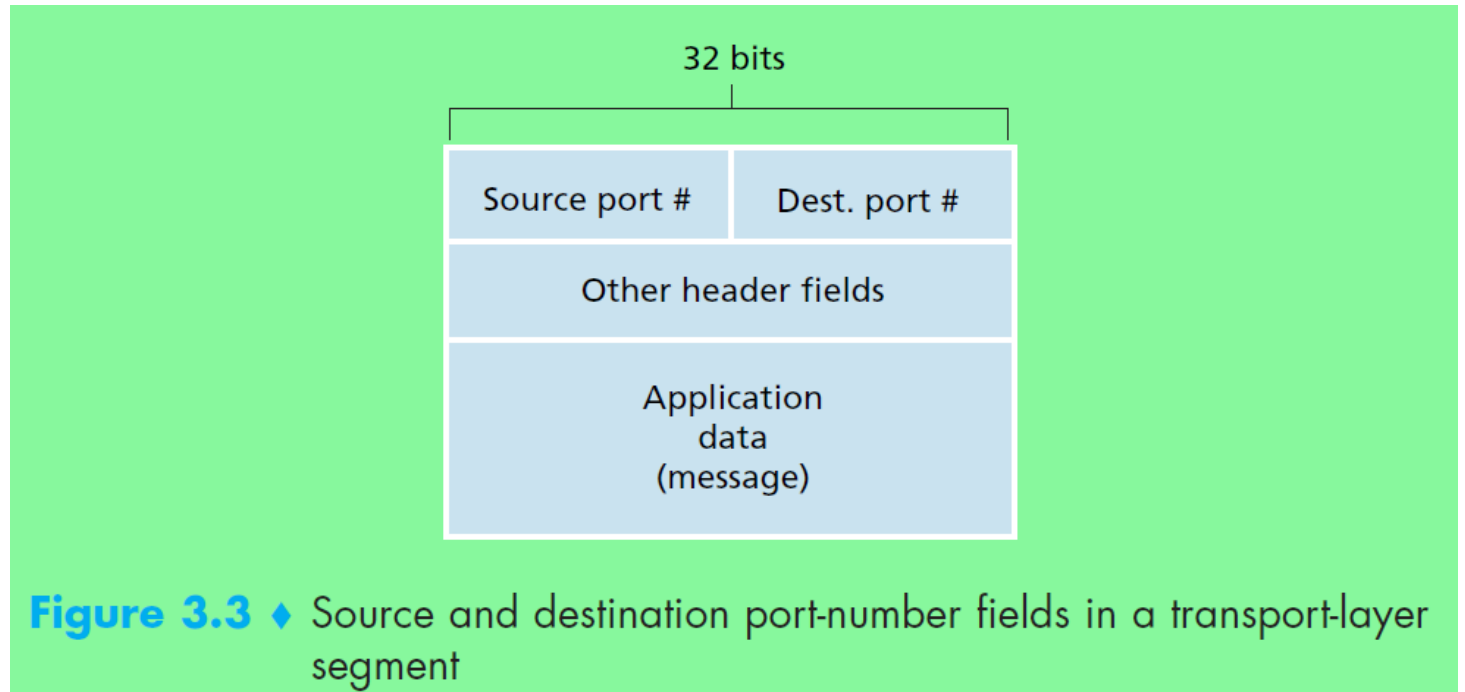 32 bits
Source port # Dest. port #
Other header fields
Application
data
(message)
Figure 3.3 ♦ Source and destination port-number fields in a transport-layer
segment